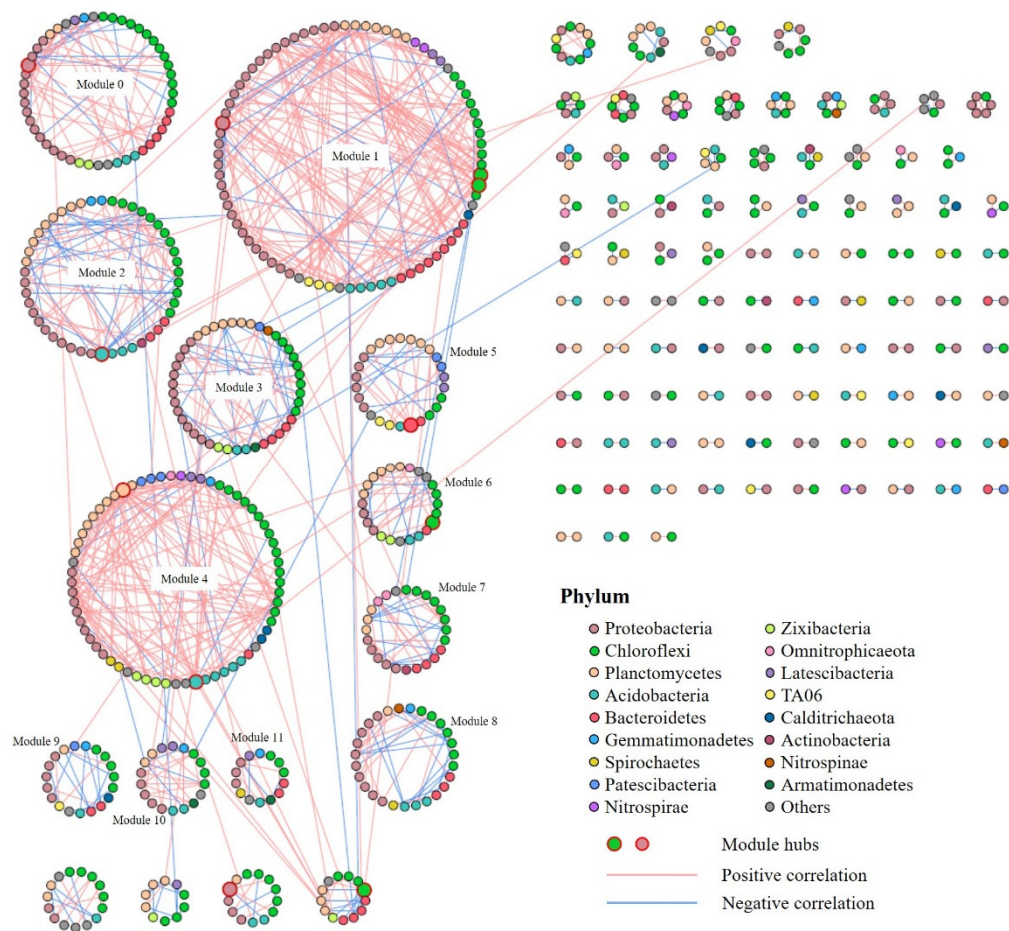 Module 0
Module 1
Module 2
Module 3
Module 5
Module 6
Module 4
Module 7
Module 8
Module 9
Module 11
Module 10
Phylum
Proteobacteria
Chloroflexi
Planctomycetes
Acidobacteria
Bacteroidetes
Gemmatimonadetes
Spirochaetes
Patescibacteria
Nitrospirae
Zixibacteria
Omnitrophicaeota
Latescibacteria
TA06
Calditrichaeota
Actinobacteria
Nitrospinae
Armatimonadetes
Others
Module hubs
Positive correlation
Negative correlation